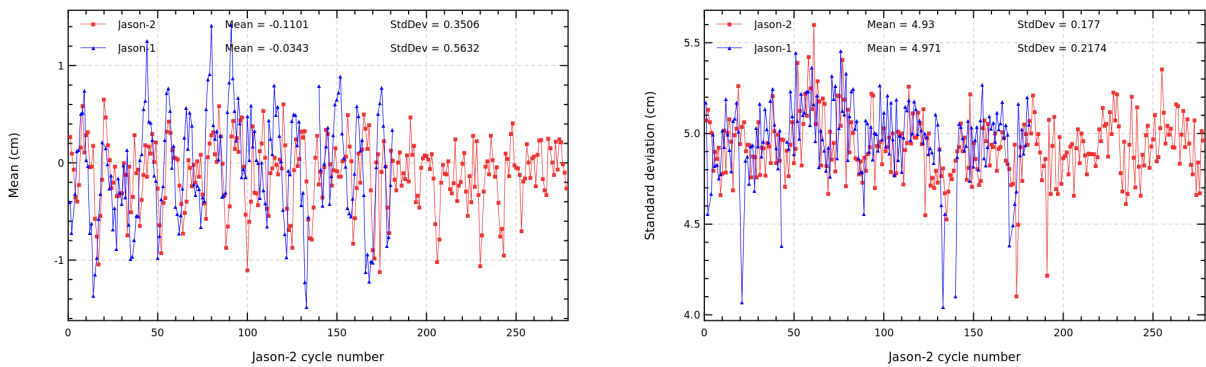 Jason-2 Mean = -0.1101 StdDev = 0.3506
Jason-1 Mean = -0.0343 StdDev = 0.5632
1
0
-1
0 50 100 150 200 250
Mean (cm)
Jason-2 cycle number
Jason-2 Mean = 4.93 StdDev = 0.177
Jason-1 Mean = 4.971 StdDev = 0.2174
5.5
5.0
4.5
4.0
0 50 100 150 200 250
Standard deviation (cm)
Jason-2 cycle number